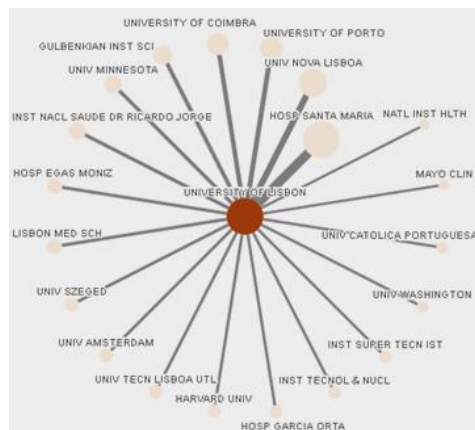 UNIVERSITY OF COIMBRA
UNIVERSITY OF PORTO
GULBENKIAN INST SCI
UNIV NOVA LISBOA
UNIV MINNESOTA
HOSP SANTA MARIA
INST NACL SAUDE DR RICARDO JORGE
NATL INST HLTH
HOSP EGAS MONIZ
MAYO CLIN
UNIVERSITY OF LISBON
LISBON MED SCH
UNIV CATOLICA PORTUGUESA
UNIV SZEGED
UNIV WASHINGTON
UNIV AMSTERDAM
INST SUPER TECN IST
UNIV TECN LISBOA UTL
INST TECNOL & NUCL
HARVARD UNIV
HOSP GARCIA ORTA